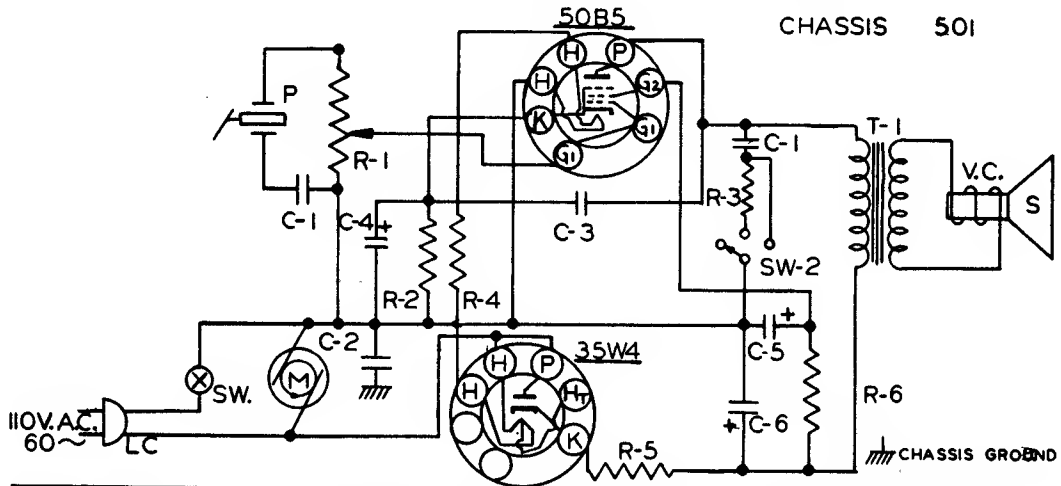 50B5
CHASSIS 501
H
P
H
G2
K
G1
G1
P
R-1
C-1
C-4
+
C-3
C-1
R-3
SW-2
T-1
V.C.
S
R-2
R-4
C-2
C-5
+
35W4
H
P
H
HT
K
M
SW.
110V.A.C.
60~
LC
R-5
C-6
+
R-6
CHASSIS GROUND